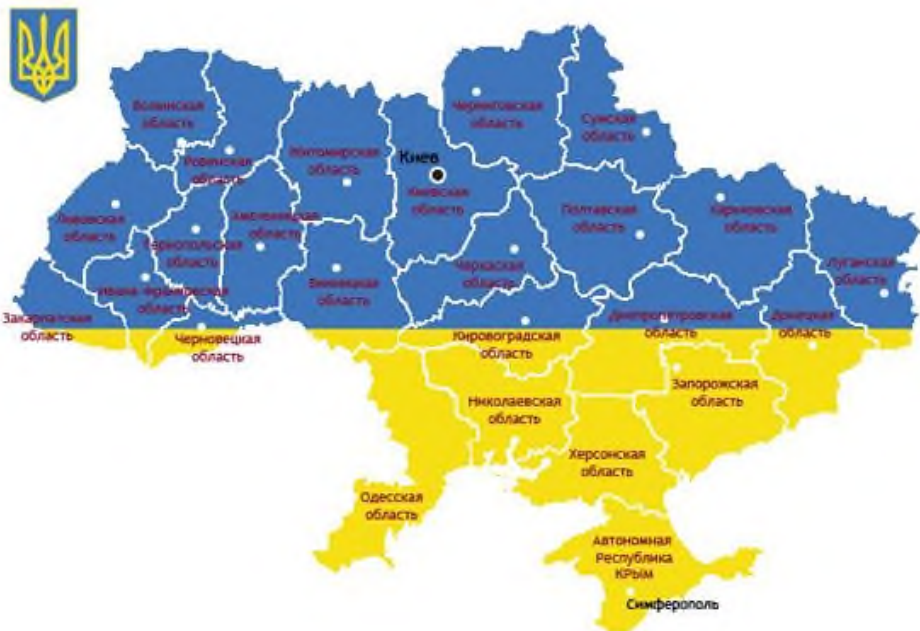 Волынская
область
Ровенская
область
Житомирская
область
Киев
Киевская
область
Черниговская
область
Сумская
область
Львовская
область
Тернопольская
область
Хмельницкая
область
Ивано-Франковская
область
Винницкая
область
Черкасская
область
Полтавская
область
Харьковская
область
Луганская
область
Закарпатская
область
Черновецкая
область
Кировоградская
область
Днепропетровская
область
Донецкая
область
Запорожская
область
Николаевская
область
Херсонская
область
Одесская
область
Автономная
Республика
КРЫМ
Симферополь